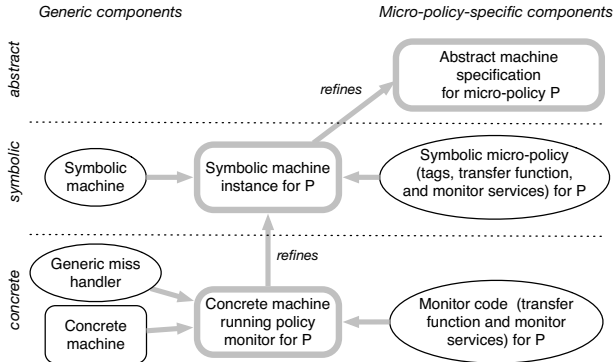 Generic components
Micro-policy-specific components
abstract
Abstract machine
specification
for micro-policy P
refines
symbolic
Symbolic
machine
Symbolic machine
instance for P
Symbolic micro-policy
(tags, transfer function,
and monitor services) for P
refines
concrete
Generic miss
handler
Concrete
machine
Concrete machine
running policy
monitor for P
Monitor code (transfer
function and monitor
services) for P